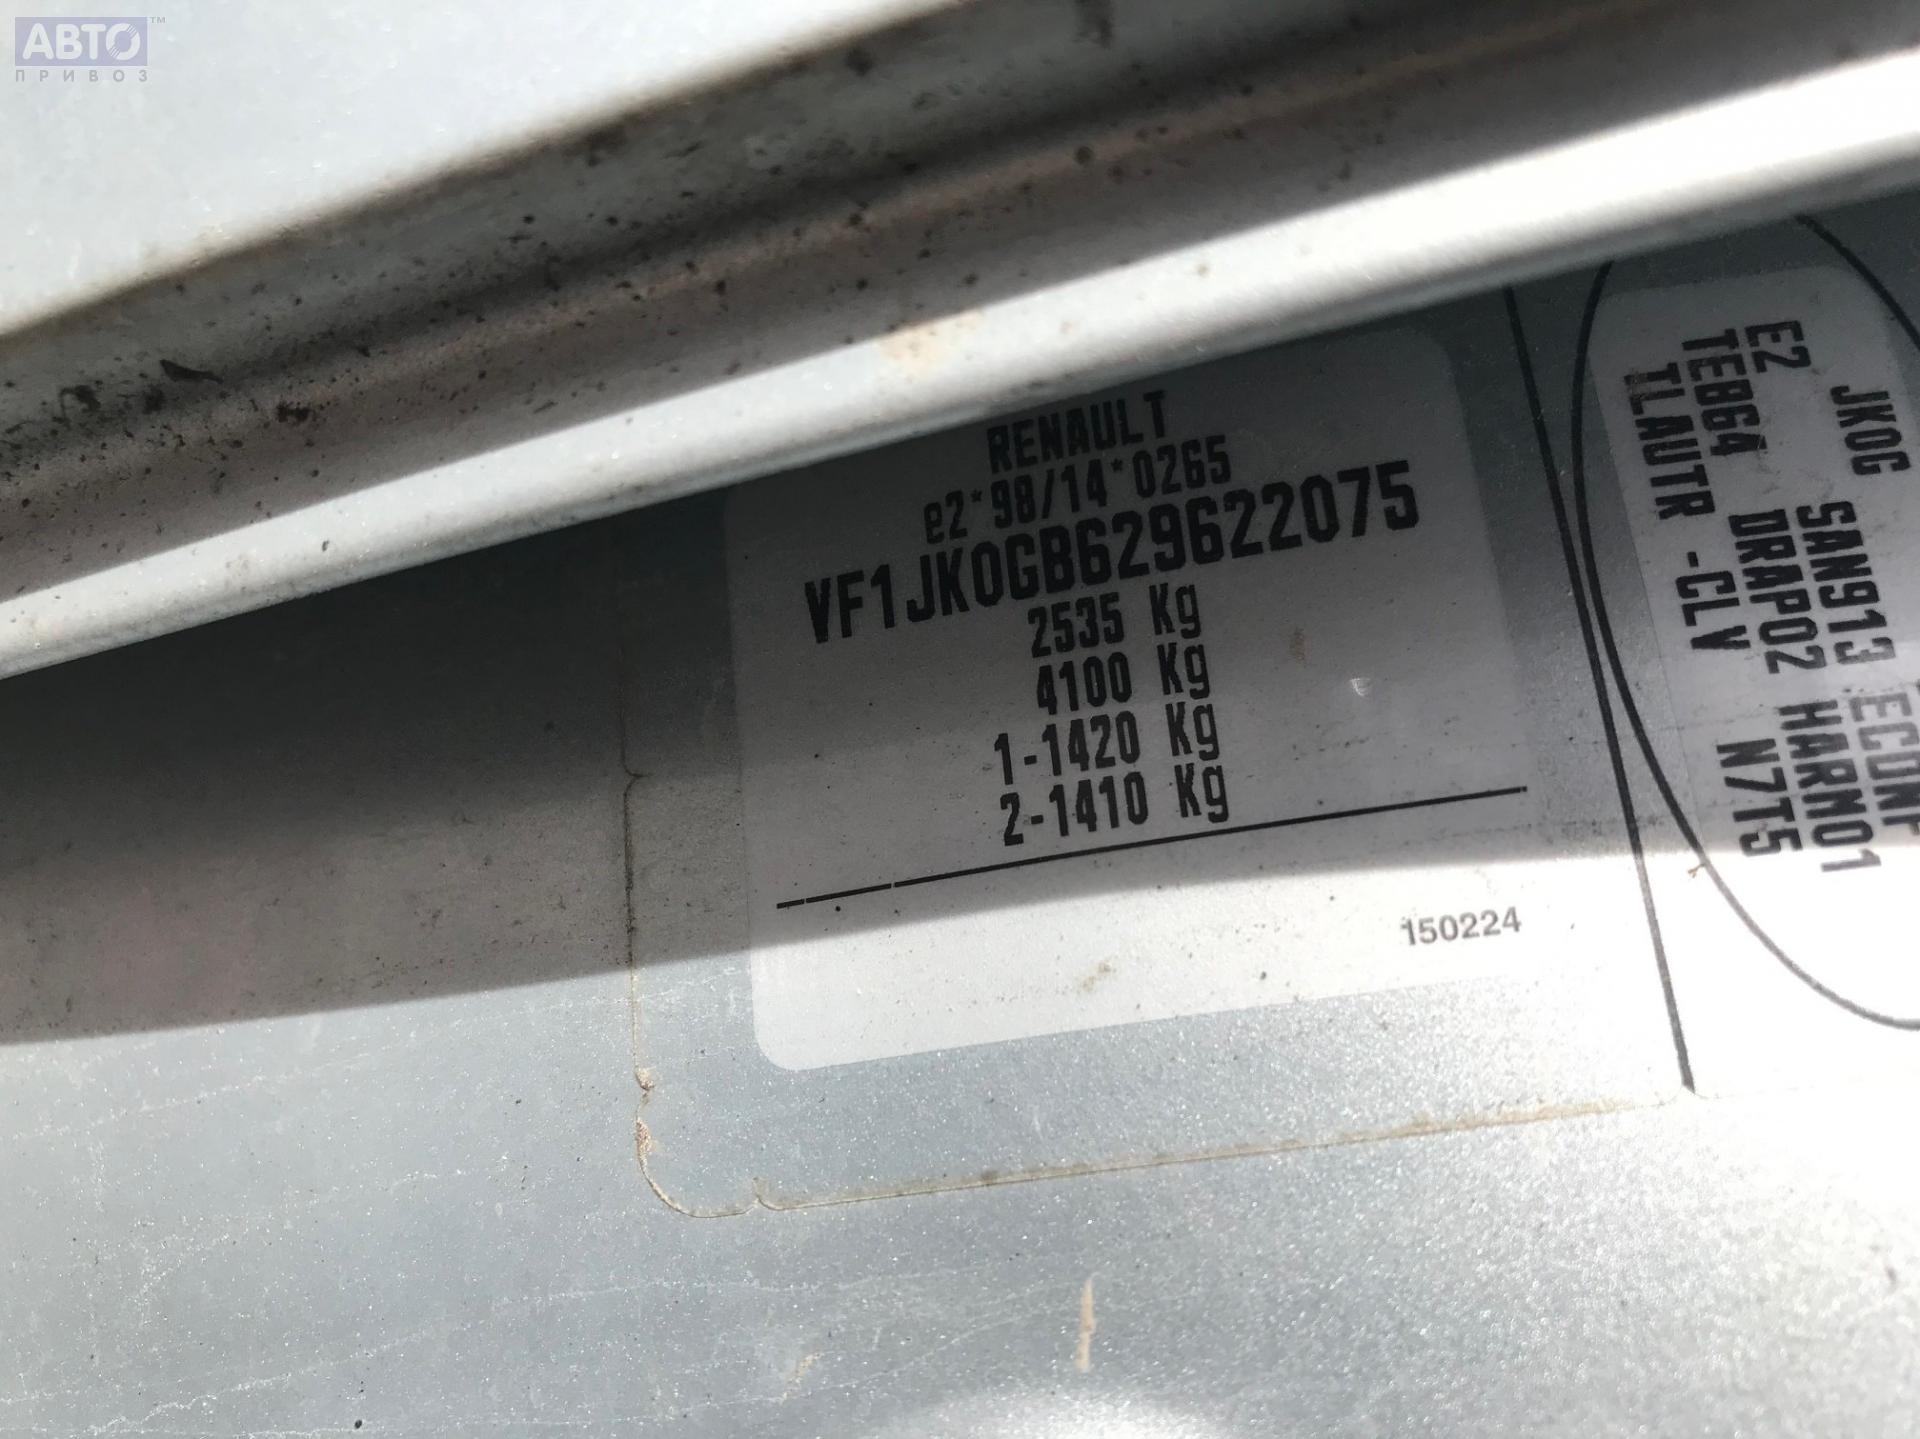 АВТО™
ПРИВОЗ
RENAULT
e2*98/14*0265
VF1JK0GB629622075
2535 Kg
4100 Kg
1-1420 Kg
2-1410 Kg
150224
JK0G SAN913 ECONF
E2 DRAP02 HARM01
TEB64
TLAUTR -CLV N7T5